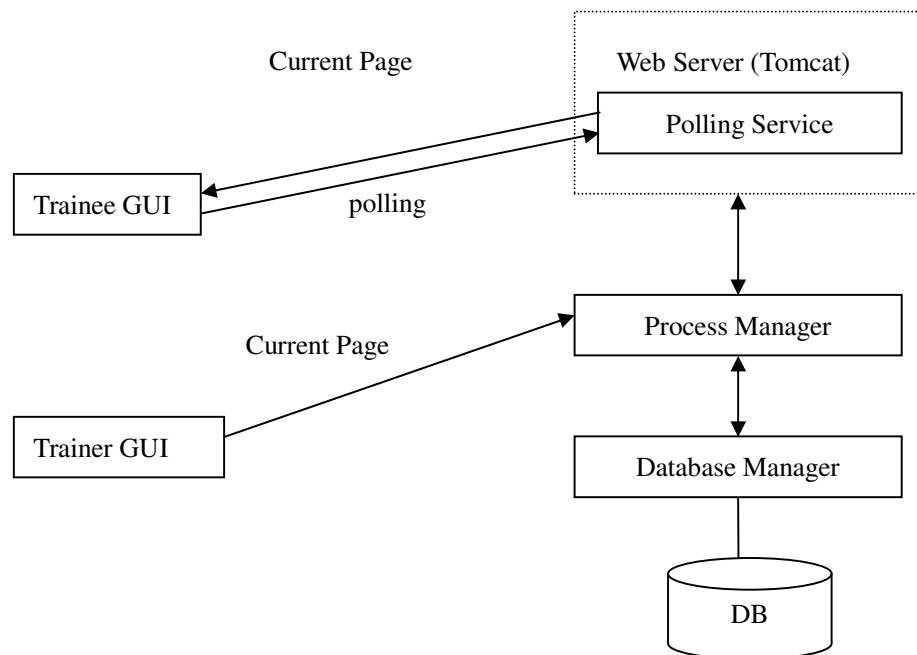 Current Page
Web Server (Tomcat)
Polling Service
Trainee GUI
polling
Process Manager
Current Page
Trainer GUI
Database Manager
DB